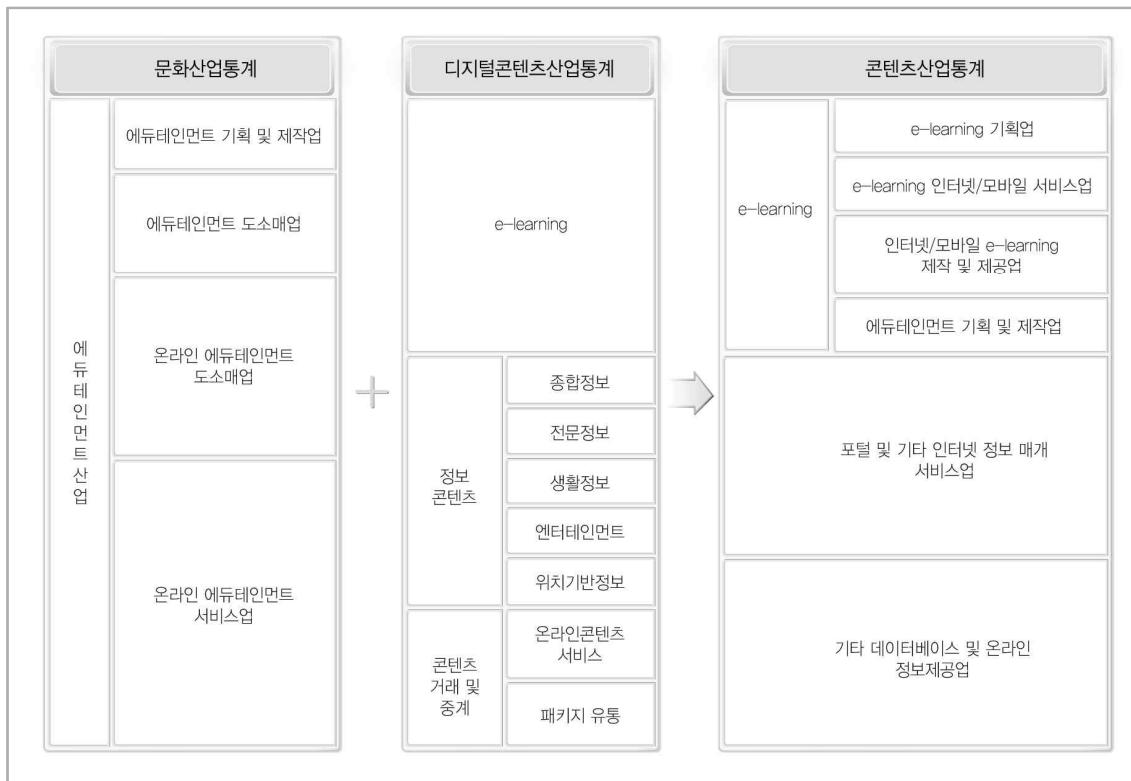 문화산업통계
에듀테인먼트산업
에듀테인먼트 기획 및 제작업
에듀테인먼트 도소매업
온라인 에듀테인먼트
도소매업
온라인 에듀테인먼트
서비스업
+
디지털콘텐츠산업통계
e-learning
정보
콘텐츠
종합정보
전문정보
생활정보
엔터테인먼트
위치기반정보
콘텐츠
거래 및
중계
온라인콘텐츠
서비스
패키지 유통
콘텐츠산업통계
e-learning
e-learning 기획업
e-learning 인터넷/모바일 서비스업
인터넷/모바일 e-learning
제작 및 제공업
에듀테인먼트 기획 및 제작업
포털 및 기타 인터넷 정보 매개
서비스업
기타 데이터베이스 및 온라인
정보제공업